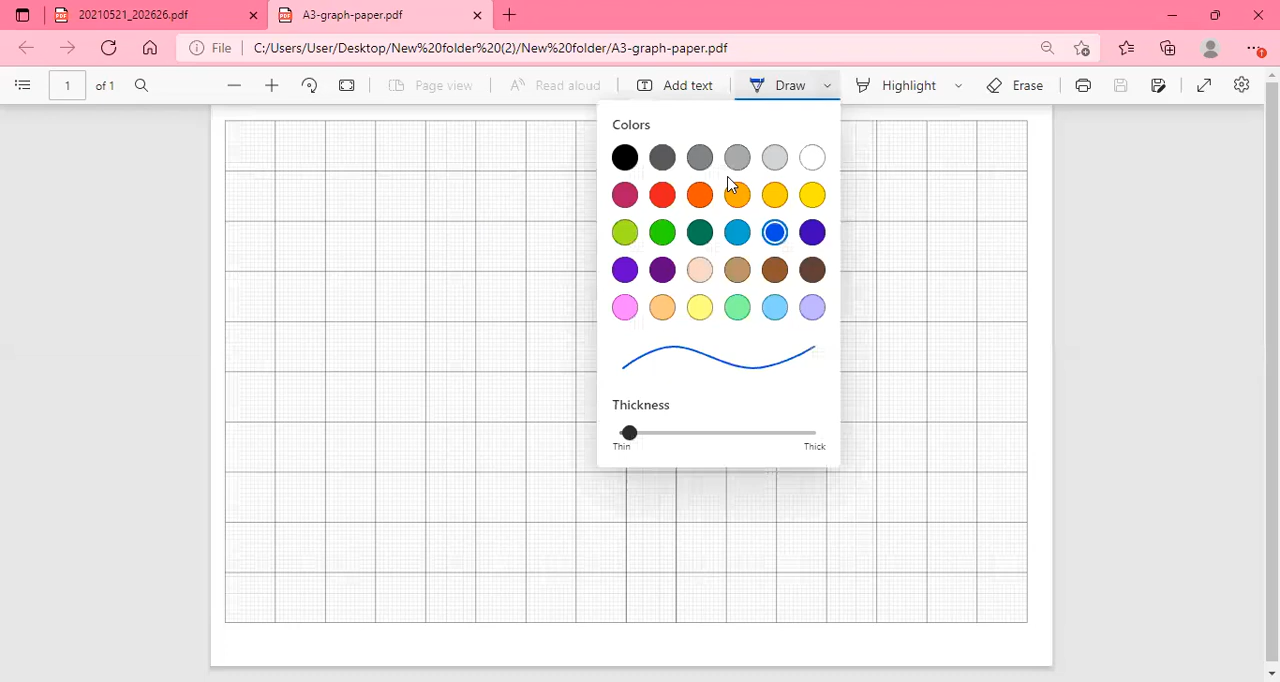 20210521_202626.pdf
A3-graph-paper.pdf
File C:/Users/User/Desktop/New%20folder%20(2)/New%20folder/A3-graph-paper.pdf
1 of 1 Page view Read aloud Add text Draw Highlight Erase
Colors
Thickness
Thin Thick